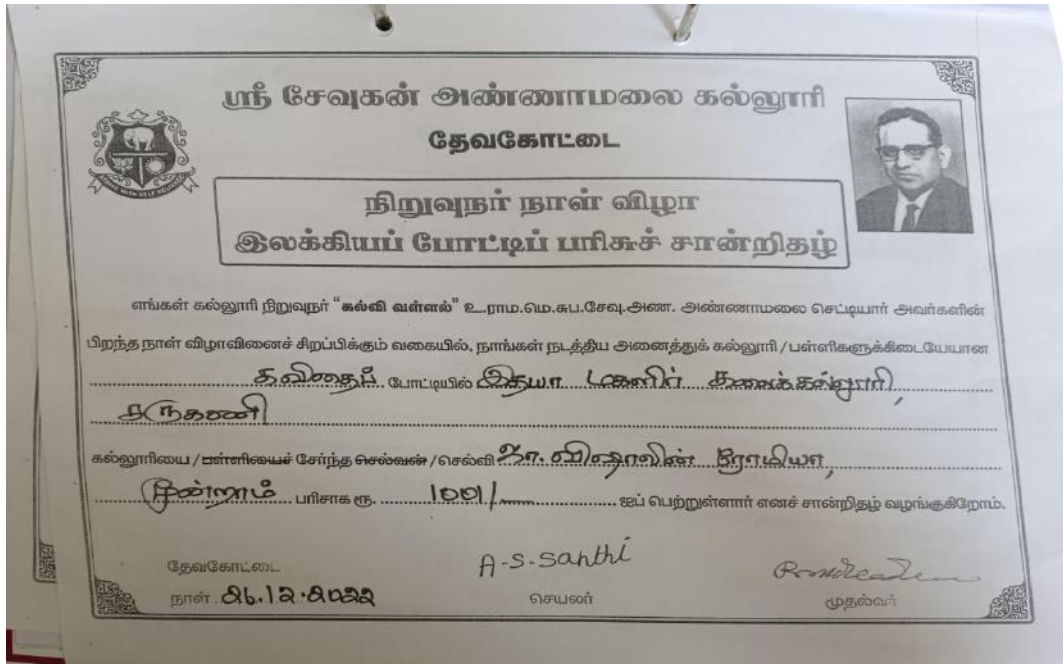 ஸ்ரீ சேவுகன் அண்ணாமலை கல்லூரி
தேவகோட்டை
நிறுவுநர் நாள் விழா
இலக்கியப் போட்டிப் பரிசுச் சான்றிதழ்
எங்கள் கல்லூரி நிறுவுநர் “கல்வி வள்ளல்” உ.ராம.மெ.சுப.சேவு.அண. அண்ணாமலை செட்டியார் அவர்களின்
பிறந்த நாள் விழாவினைச் சிறப்பிக்கும் வகையில், நாங்கள் நடத்திய அனைத்துக் கல்லூரி / பள்ளிகளுக்கிடையேயான
கவிதைப் போட்டியில் இதயா மகளிர் கலைக்கல்லூரி,
சருகணி
கல்லூரியை / பள்ளியைச் சேர்ந்த செல்வன் / செல்வி ஜா. வினோலின் ரோமியா,
மூன்றாம் பரிசாக ரூ. 1001/ ஐப் பெற்றுள்ளார் எனச் சான்றிதழ் வழங்குகிறோம்.
தேவகோட்டை
A-S-Santhi
நாள் 26.12.2022
செயலர்
முதல்வர்